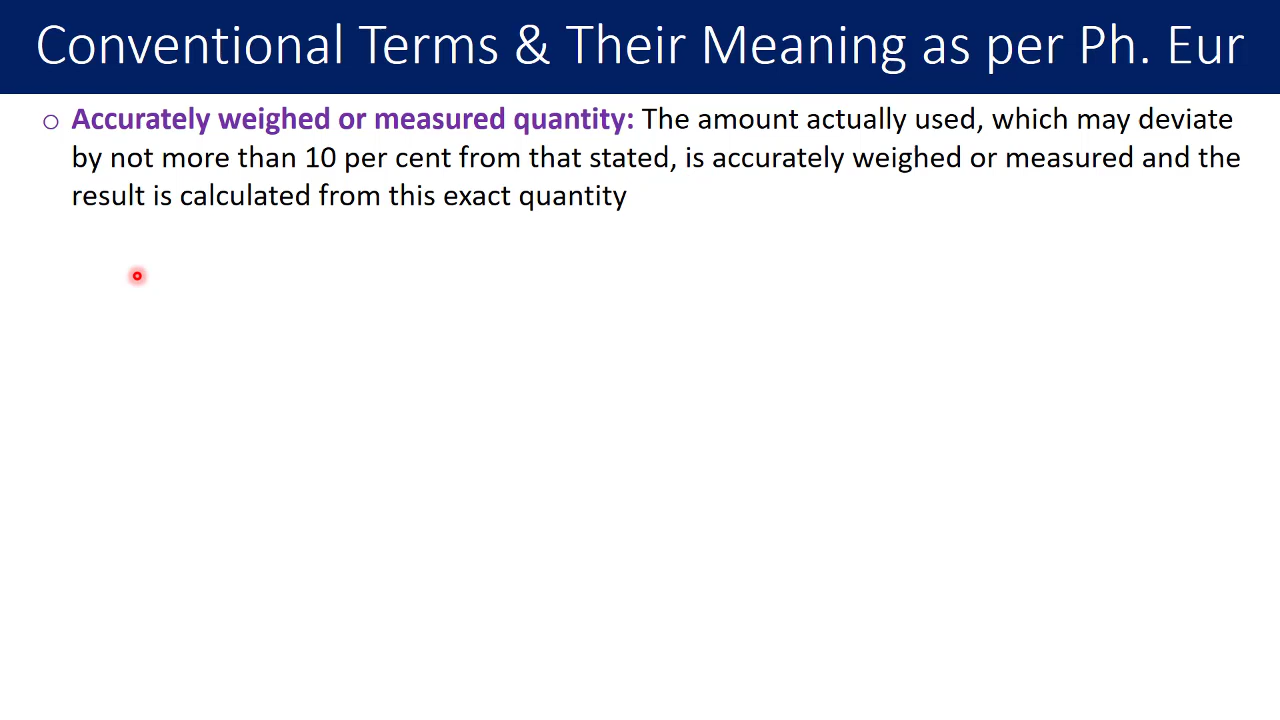 Conventional Terms & Their Meaning as per Ph. Eur
Accurately weighed or measured quantity: The amount actually used, which may deviate
by not more than 10 per cent from that stated, is accurately weighed or measured and the
result is calculated from this exact quantity